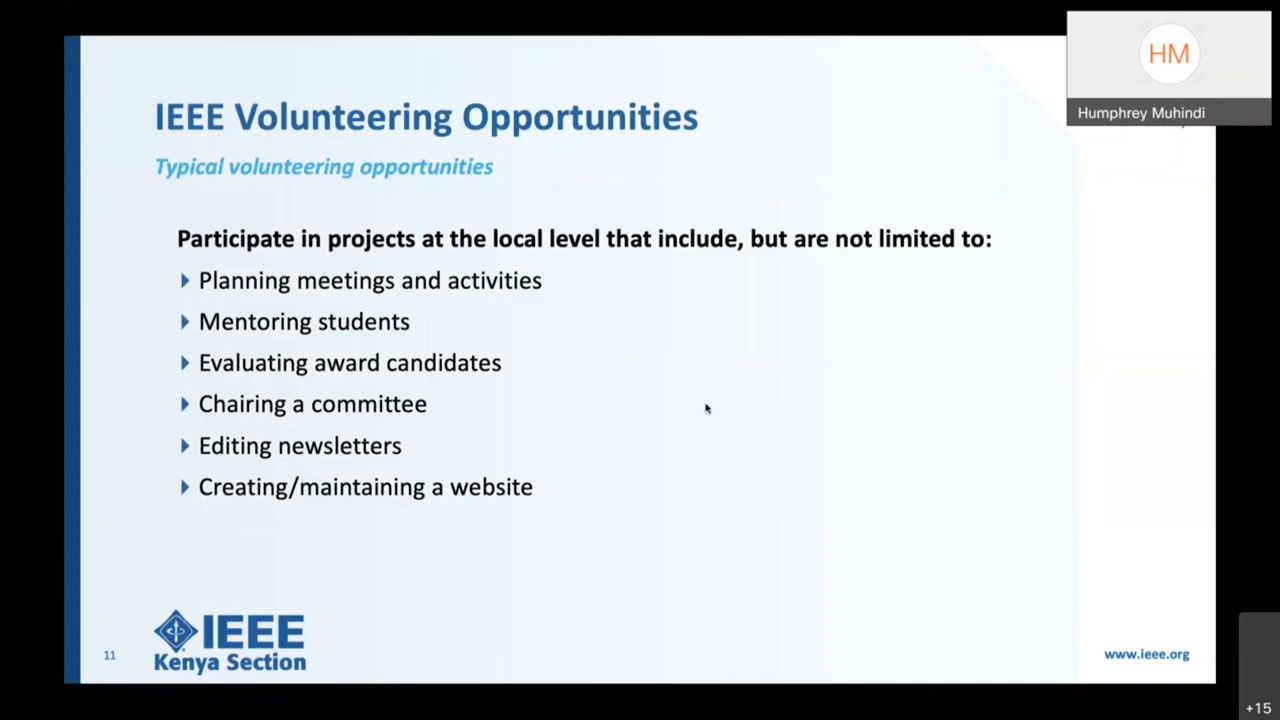 HM
Humphrey Muhindi
IEEE Volunteering Opportunities
Typical volunteering opportunities
Participate in projects at the local level that include, but are not limited to:
Planning meetings and activities
Mentoring students
Evaluating award candidates
Chairing a committee
Editing newsletters
Creating/maintaining a website
IEEE
Kenya Section
11
www.ieee.org
+15